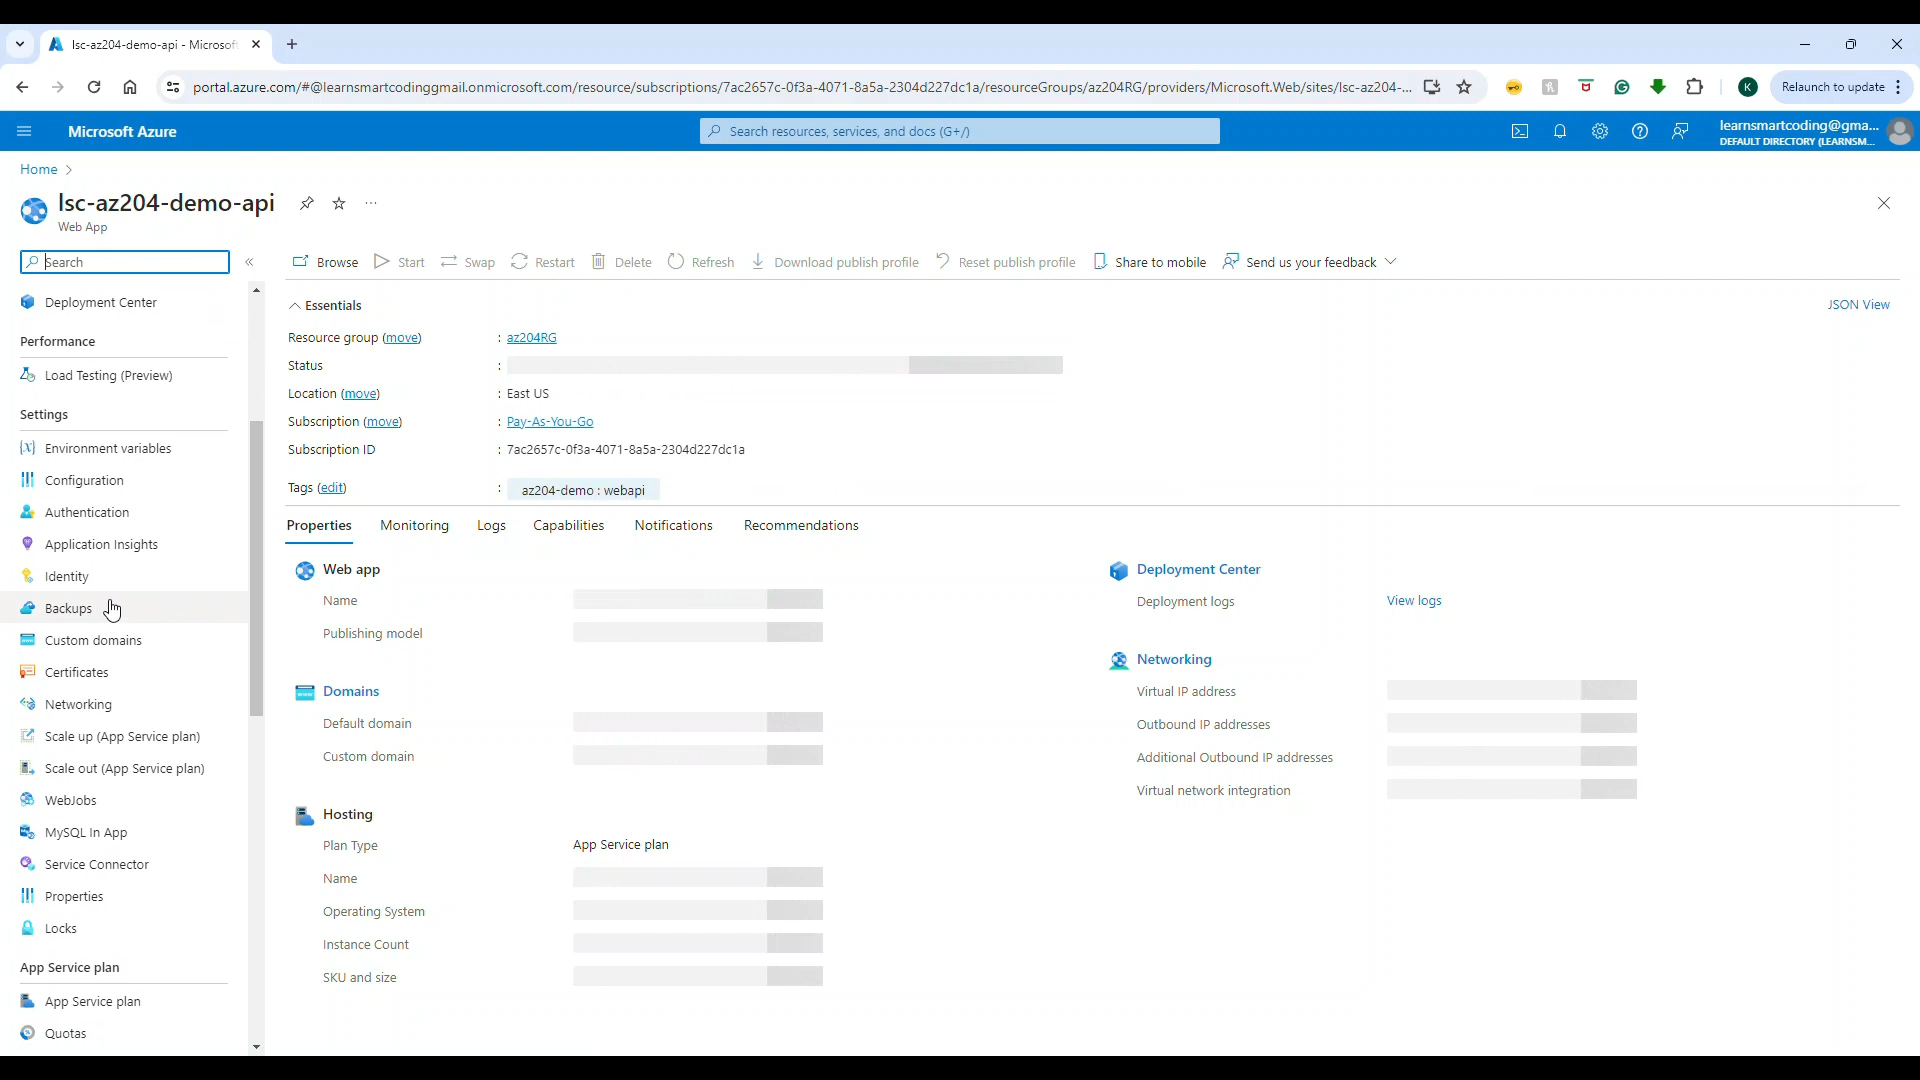 lsc-az204-demo-api - Microsoft
portal.azure.com/#@learnsmartcodinggmail.onmicrosoft.com/resource/subscriptions/7ac2657c-0f3a-4071-8a5a-2304d227dc1a/resourceGroups/az204RG/providers/Microsoft.Web/sites/lsc-az204-...
K
Relaunch to update
Microsoft Azure
Search resources, services, and docs (G+/)
learnsmartcoding@gma...
DEFAULT DIRECTORY (LEARNSM...
Home
lsc-az204-demo-api
Web App
Search
Browse
Start
Swap
Restart
Delete
Refresh
Download publish profile
Reset publish profile
Share to mobile
Send us your feedback
Deployment Center
Performance
Load Testing (Preview)
Settings
Environment variables
Configuration
Authentication
Application Insights
Identity
Backups
Custom domains
Certificates
Networking
Scale up (App Service plan)
Scale out (App Service plan)
WebJobs
MySQL In App
Service Connector
Properties
Locks
App Service plan
App Service plan
Quotas
Essentials
JSON View
Resource group (move) : az204RG
Status :
Location (move) : East US
Subscription (move) : Pay-As-You-Go
Subscription ID : 7ac2657c-0f3a-4071-8a5a-2304d227dc1a
Tags (edit) : az204-demo : webapi
Properties
Monitoring
Logs
Capabilities
Notifications
Recommendations
Web app
Name
Publishing model
Domains
Default domain
Custom domain
Hosting
Plan Type App Service plan
Name
Operating System
Instance Count
SKU and size
Deployment Center
Deployment logs View logs
Networking
Virtual IP address
Outbound IP addresses
Additional Outbound IP addresses
Virtual network integration